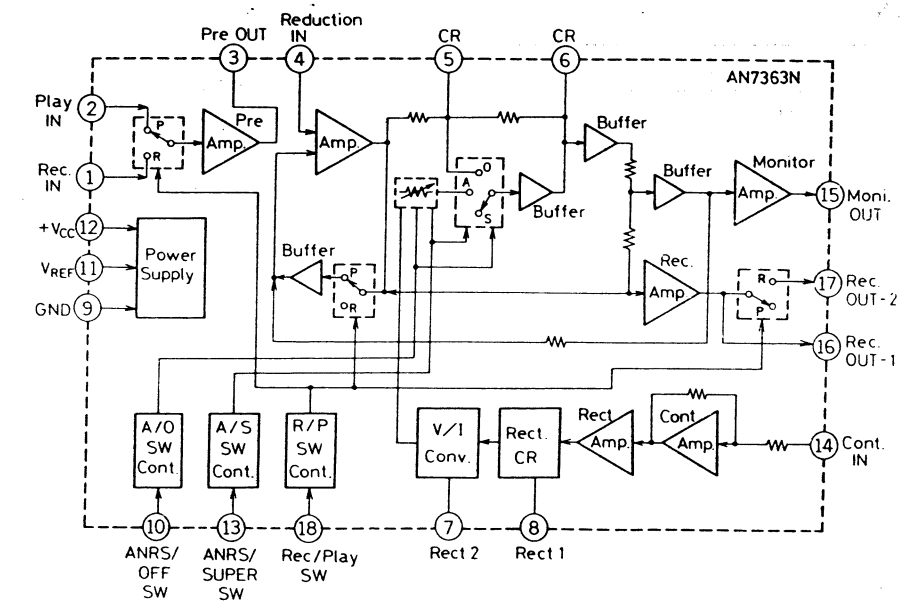 Reduction
Pre OUT
IN
CR
CR
3
4
5
6
AN7363N
2
Play
IN
P
R
Pre
Amp.
Amp.
Buffer
Buffer
Monitor
Amp.
1
Rec.
IN
O
A
S
Buffer
15
Moni.
OUT
12
+VCC
11
VREF
9
GND
Power
Supply
Buffer
P
R
Rec.
Amp.
R
P
17
Rec.
OUT-2
16
Rec.
OUT-1
A/O
SW
Cont.
A/S
SW
Cont.
R/P
SW
Cont.
V/I
Conv.
Rect.
CR
Rect
Amp.
Cont.
Amp.
14
Cont.
IN
10
13
18
7
8
ANRS/
OFF
SW
ANRS/
SUPER
SW
Rec/Play
SW
Rect 2
Rect 1